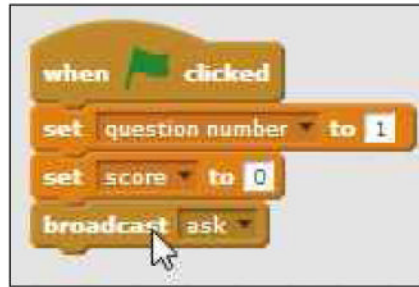 when clicked
set question number to 1
set score to 0
broadcast ask